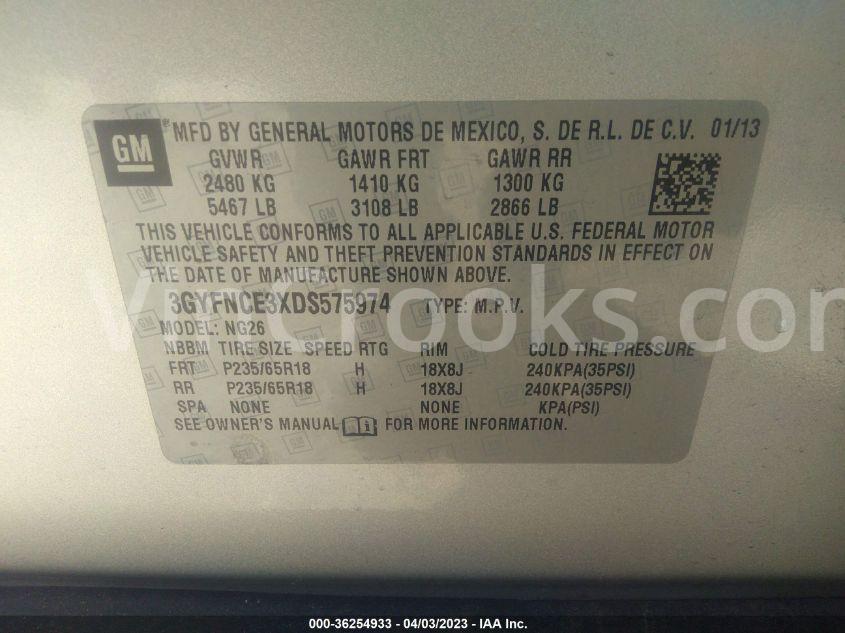 GM
MFD BY GENERAL MOTORS DE MEXICO, S. DE R.L. DE C.V. 01/13
GVWR GAWR FRT GAWR RR
2480 KG 1410 KG 1300 KG
5467 LB 3108 LB 2866 LB
THIS VEHICLE CONFORMS TO ALL APPLICABLE U.S. FEDERAL MOTOR
VEHICLE SAFETY AND THEFT PREVENTION STANDARDS IN EFFECT ON
THE DATE OF MANUFACTURE SHOWN ABOVE.
3GYFNCE3XDS575974 TYPE: M.P.V.
VinCrooks.com
MODEL: NG26
NBBM TIRE SIZE SPEED RTG RIM COLD TIRE PRESSURE
FRT P235/65R18 H 18X8J 240KPA(35PSI)
RR P235/65R18 H 18X8J 240KPA(35PSI)
SPA NONE NONE KPA(PSI)
SEE OWNER'S MANUAL FOR MORE INFORMATION.
000-36254933 - 04/03/2023 - IAA Inc.